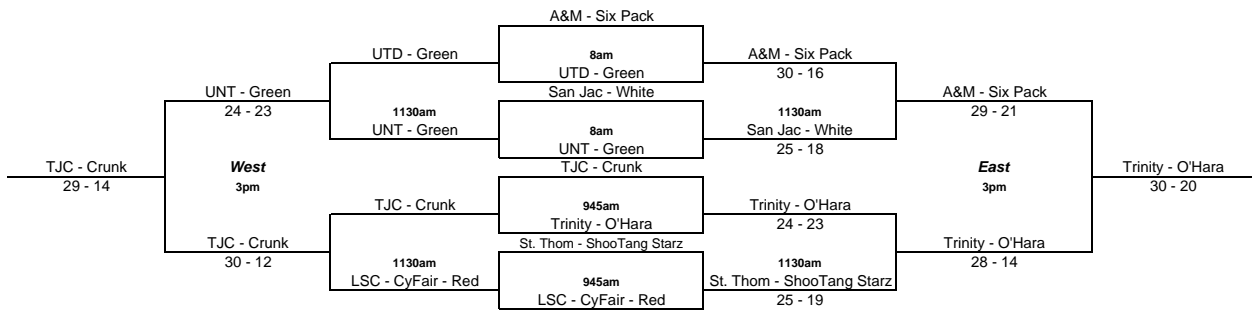 A&M - Six Pack
UTD - Green
8am
A&M - Six Pack
UTD - Green
30 - 16
UNT - Green
San Jac - White
A&M - Six Pack
24 - 23
1130am
1130am
29 - 21
UNT - Green
8am
San Jac - White
UNT - Green
25 - 18
TJC - Crunk
West
TJC - Crunk
East
Trinity - O'Hara
29 - 14
3pm
3pm
30 - 20
TJC - Crunk
945am
Trinity - O'Hara
Trinity - O'Hara
24 - 23
TJC - Crunk
St. Thom - ShooTang Starz
Trinity - O'Hara
30 - 12
1130am
1130am
28 - 14
LSC - CyFair - Red
945am
St. Thom - ShooTang Starz
LSC - CyFair - Red
25 - 19